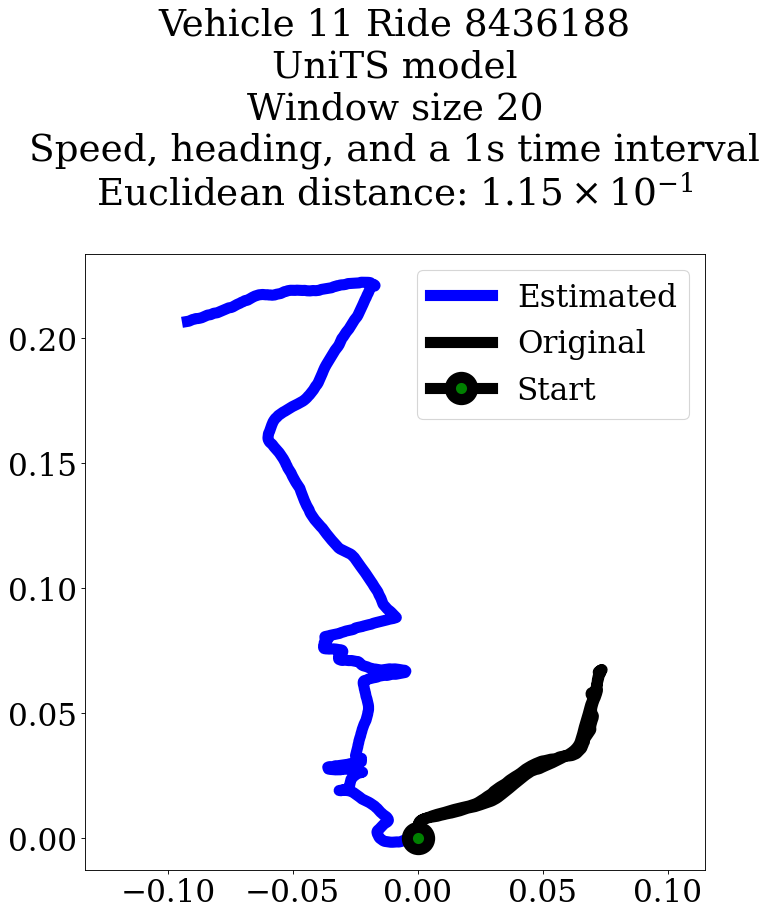 Vehicle 11 Ride 8436188
UniTS model
Window size 20
Speed, heading, and a 1s time interval
Euclidean distance: 1.15 × 10⁻¹
Estimated
Original
Start
0.20
0.15
0.10
0.05
0.00
−0.10 −0.05 0.00 0.05 0.10